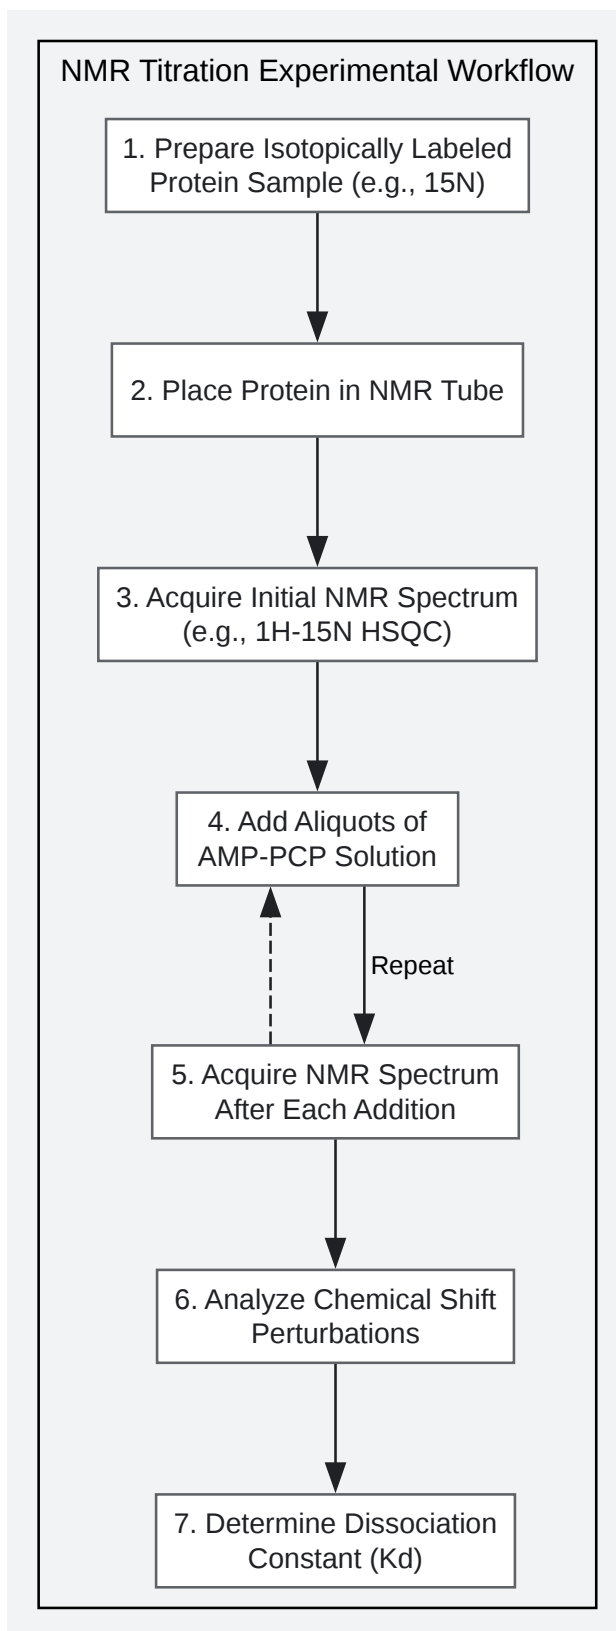 NMR Titration Experimental Workflow
1. Prepare Isotopically Labeled
Protein Sample (e.g., 15N)
2. Place Protein in NMR Tube
3. Acquire Initial NMR Spectrum
(e.g., 1H-15N HSQC)
4. Add Aliquots of
AMP-PCP Solution
Repeat
5. Acquire NMR Spectrum
After Each Addition
6. Analyze Chemical Shift
Perturbations
7. Determine Dissociation
Constant (Kd)